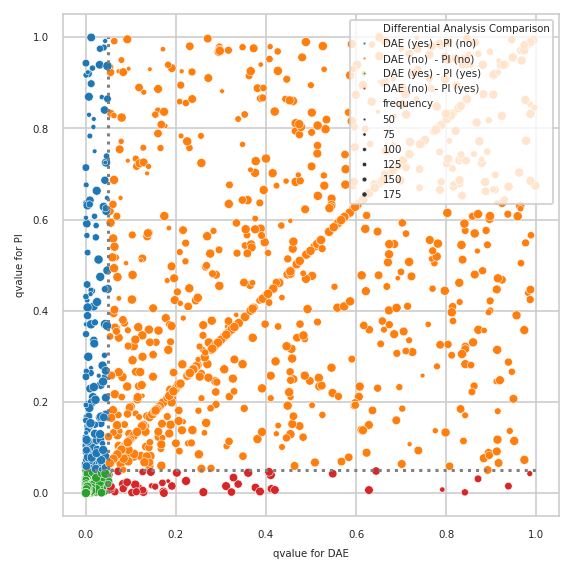 Differential Analysis Comparison
DAE (yes) - PI (no)
DAE (no) - PI (no)
DAE (yes) - PI (yes)
DAE (no) - PI (yes)
frequency
50
75
100
125
150
175
1.0
0.8
0.6
0.4
0.2
0.0
qvalue for PI
0.0 0.2 0.4 0.6 0.8 1.0
qvalue for DAE